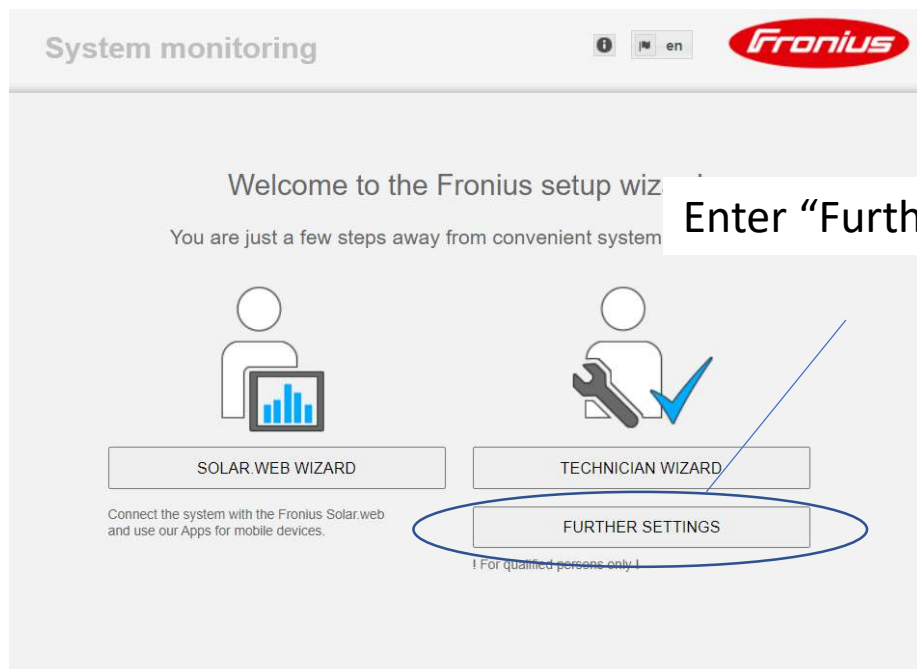 System monitoring
en
Fronius
Welcome to the Fronius setup
Enter “Furth
You are just a few steps away from convenient system
SOLAR.WEB WIZARD
TECHNICIAN WIZARD
Connect the system with the Fronius Solar.web
and use our Apps for mobile devices.
FURTHER SETTINGS
! For qualified persons only !